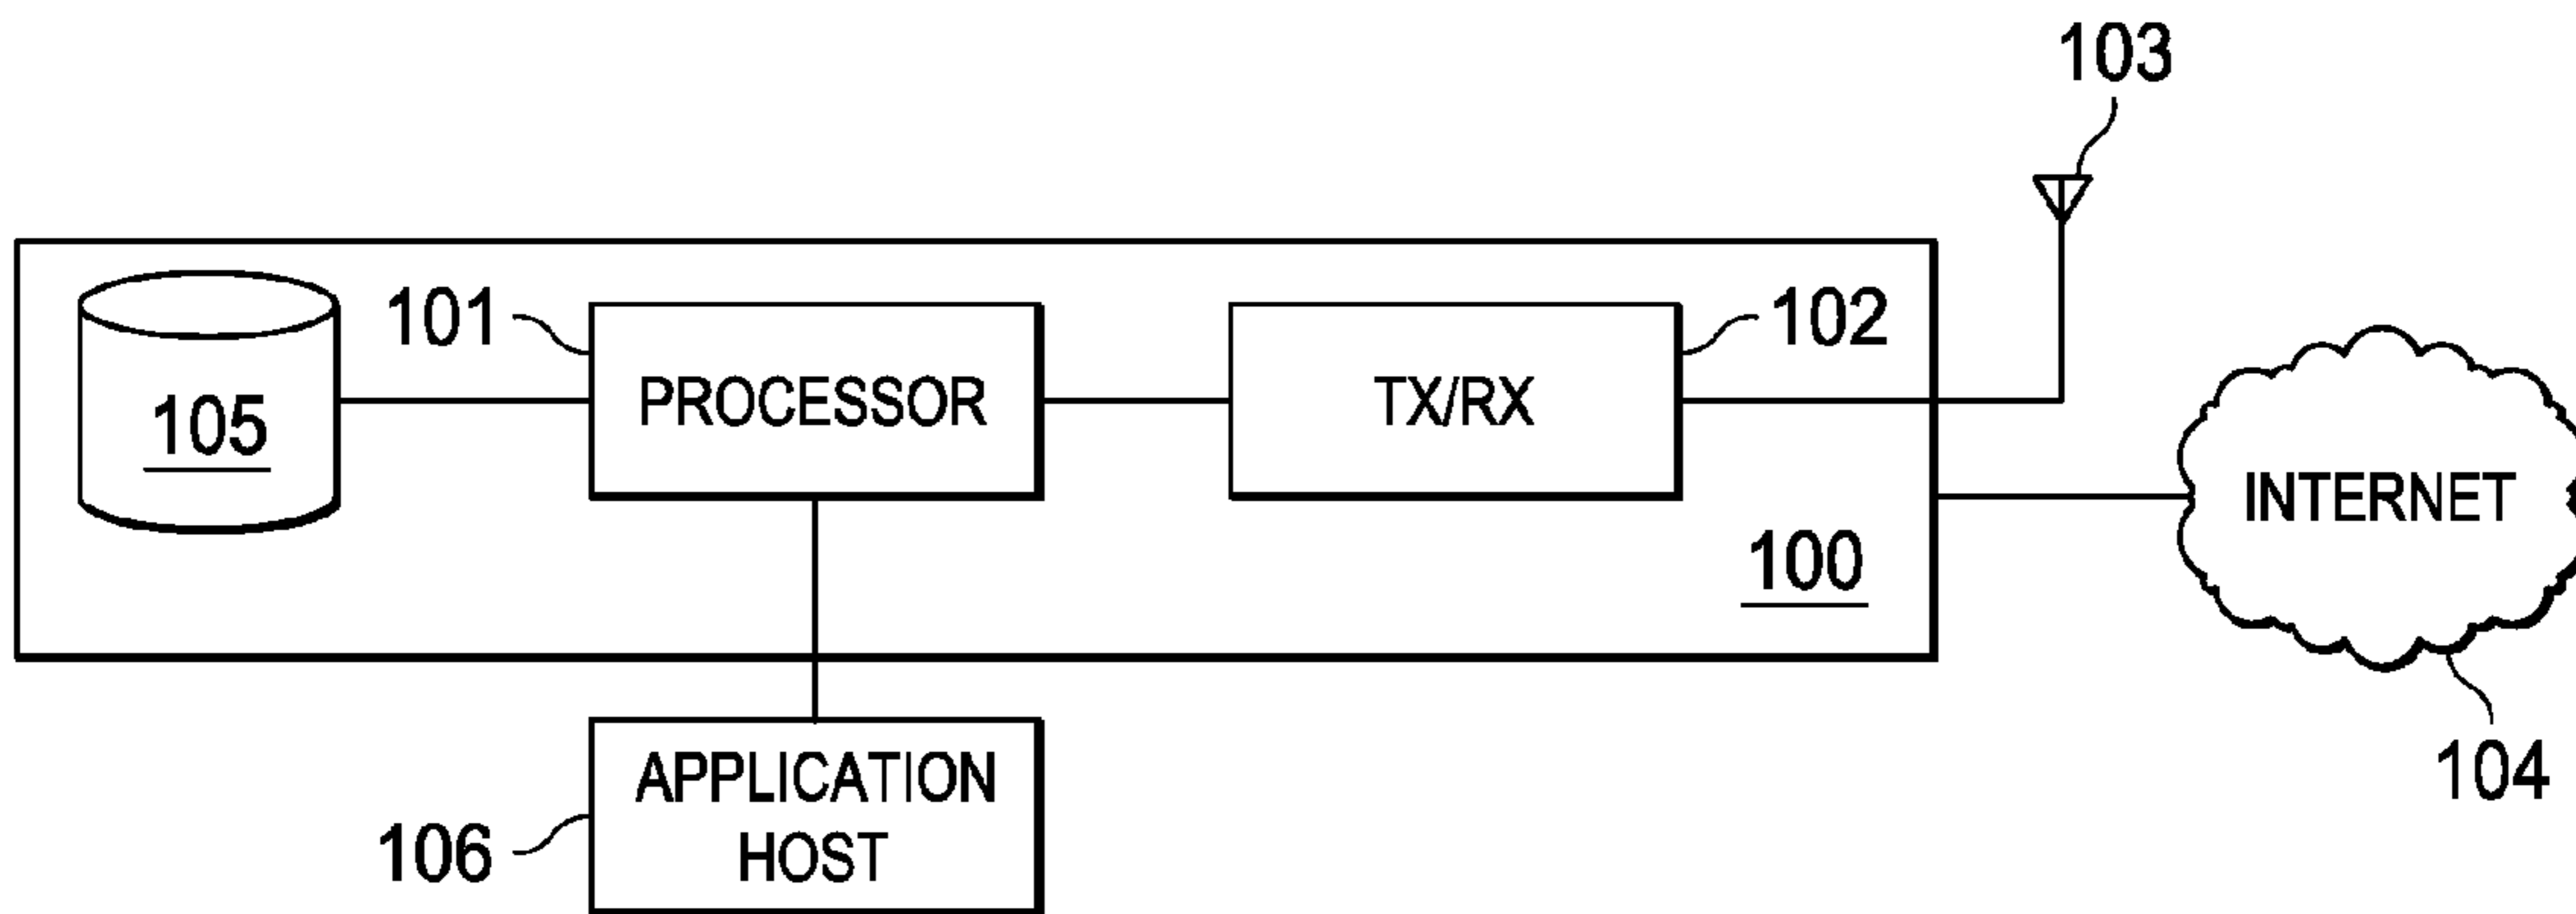 103
101
102
PROCESSOR
TX/RX
105
INTERNET
100
104
APPLICATION
HOST
106